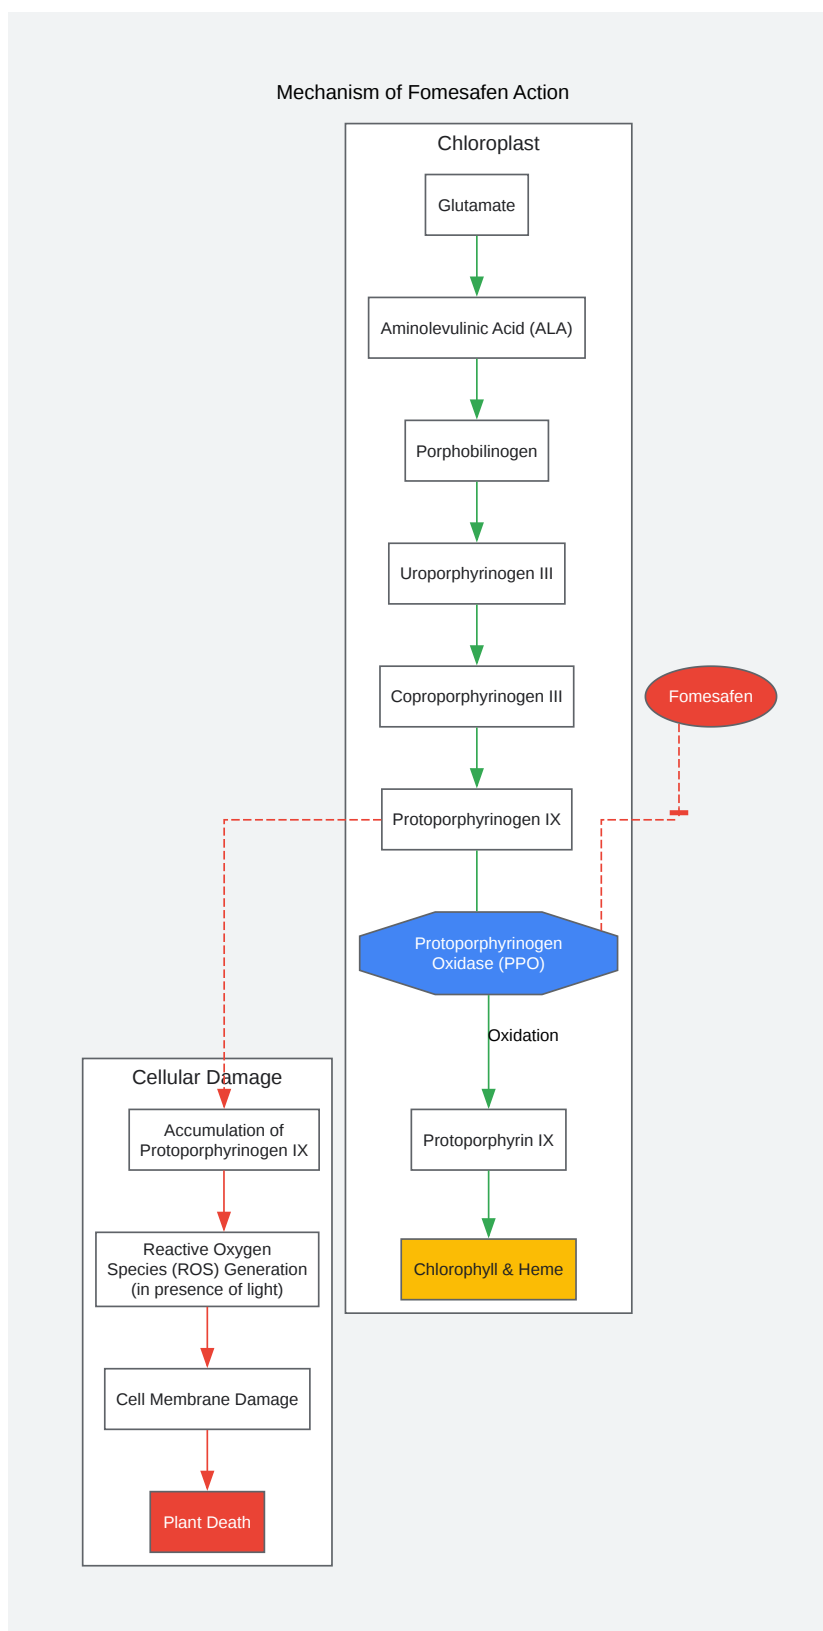 Mechanism of Fomesafen Action
Chloroplast
Glutamate
Aminolevulinic Acid (ALA)
Porphobilinogen
Uroporphyrinogen III
Coproporphyrinogen III
Fomesafen
Protoporphyrinogen IX
Protoporphyrinogen
Oxidase (PPO)
Oxidation
Protoporphyrin IX
Chlorophyll & Heme
Cellular Damage
Accumulation of
Protoporphyrinogen IX
Reactive Oxygen
Species (ROS) Generation
(in presence of light)
Cell Membrane Damage
Plant Death